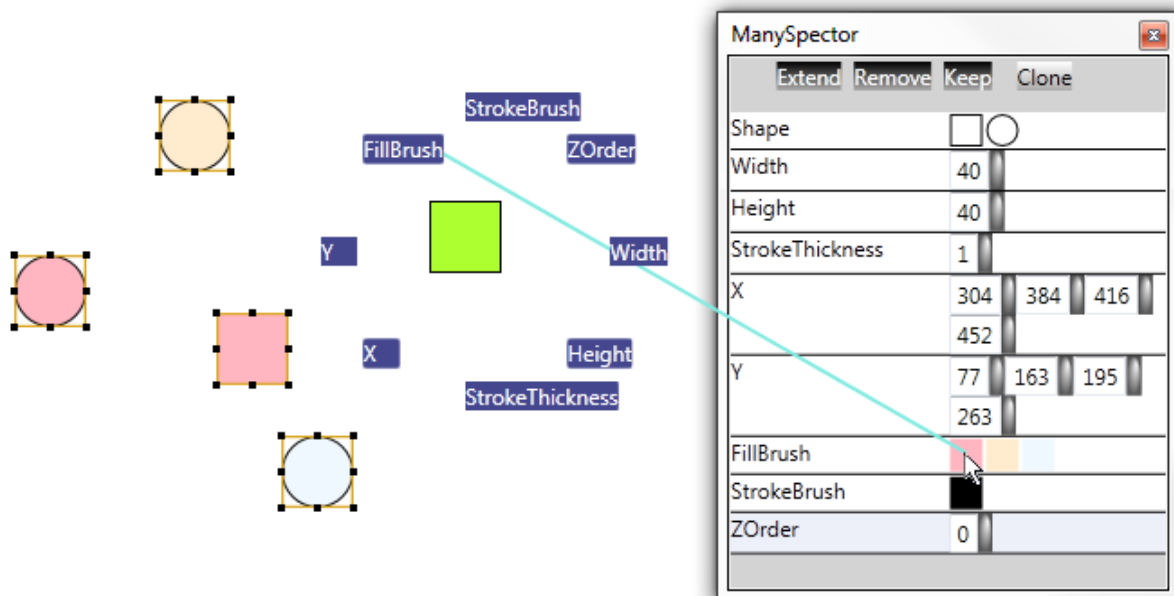 StrokeBrush
FillBrush
ZOrder
Y
Width
X
Height
StrokeThickness
ManySpector
Extend Remove Keep Clone
Shape
Width 40
Height 40
StrokeThickness 1
X 304 384 416
452
Y 77 163 195
263
FillBrush
StrokeBrush
ZOrder 0